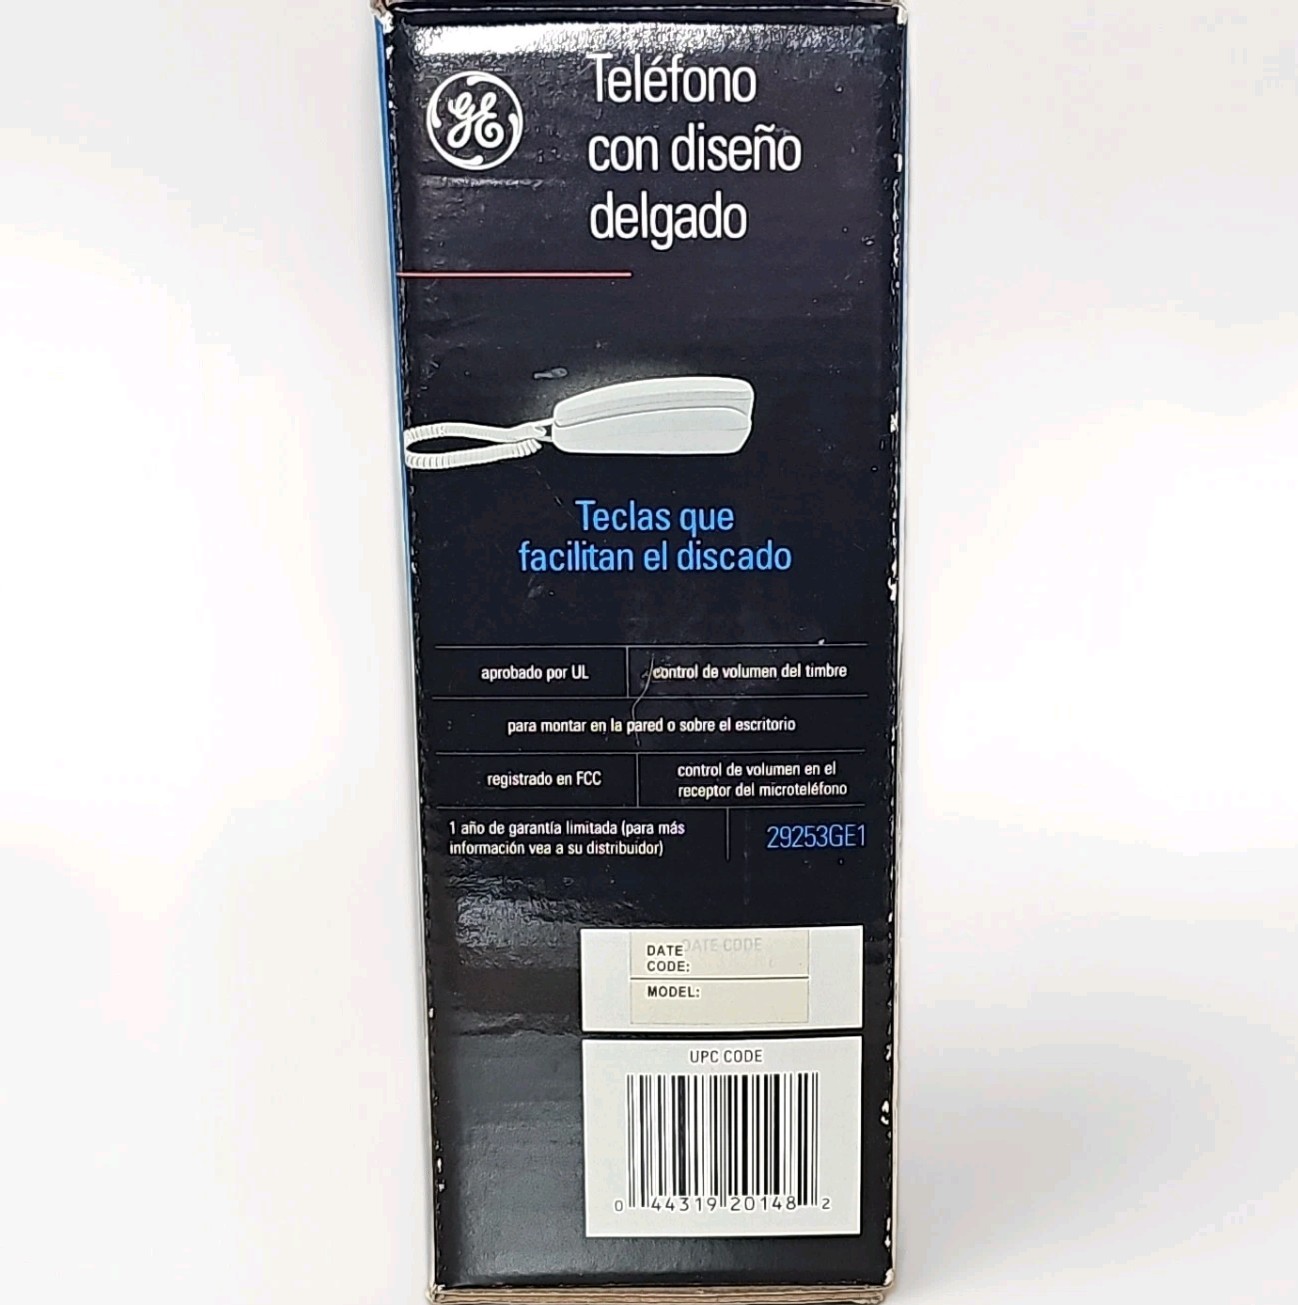 GE
Teléfono
con diseño
delgado
Teclas que
facilitan el discado
aprobado por UL
control de volumen del timbre
para montar en la pared o sobre el escritorio
registrado en FCC
control de volumen en el
receptor del microteléfono
1 año de garantía limitada (para más
información vea a su distribuidor)
29253GE1
DATE CODE
DATE
CODE:
MODEL:
UPC CODE
0 44319 20148 2